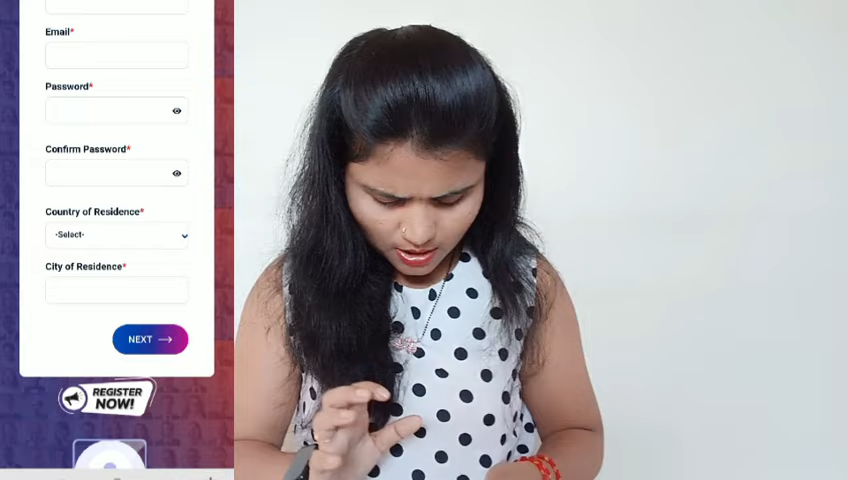 Email*
Password*
Confirm Password*
Country of Residence*
-Select-
City of Residence*
NEXT
REGISTER
NOW!